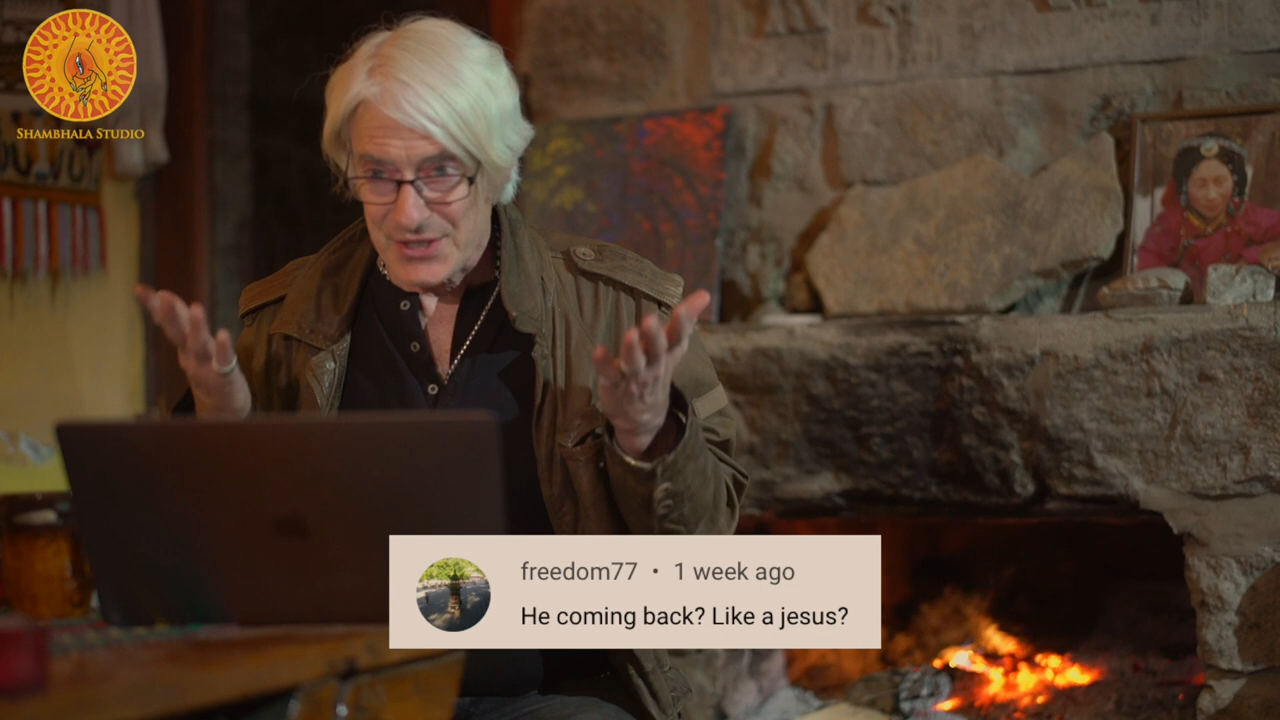 SHAMBHALA STUDIO
freedom77 • 1 week ago
He coming back? Like a jesus?